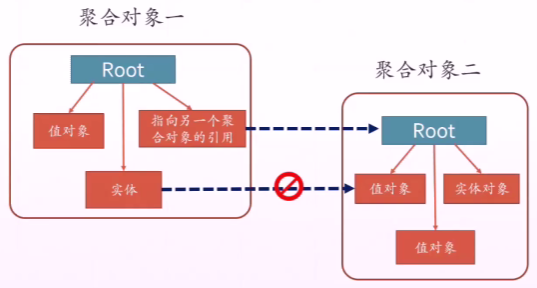 聚合对象一
Root
值对象
指向另一个聚
合对象的引用
实体
聚合对象二
Root
值对象
实体对象
值对象